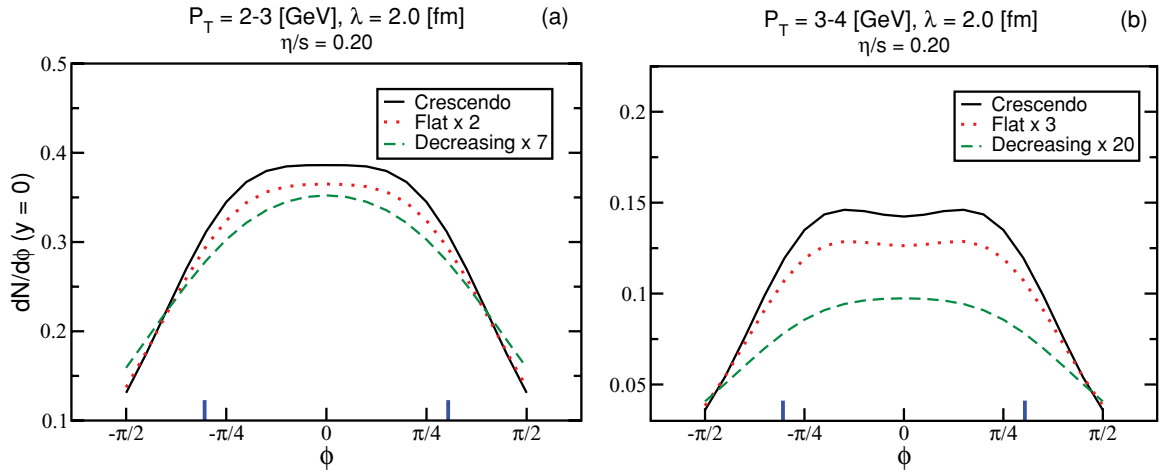 P_T = 2-3 [GeV], λ = 2.0 [fm] (a)
η/s = 0.20
0.5
0.4
0.3
0.2
0.1
dN/dϕ (y = 0)
Crescendo
Flat x 2
Decreasing x 7
-π/2 -π/4 0 π/4 π/2
ϕ
P_T = 3-4 [GeV], λ = 2.0 [fm] (b)
η/s = 0.20
0.2
0.15
0.1
0.05
Crescendo
Flat x 3
Decreasing x 20
-π/2 -π/4 0 π/4 π/2
ϕ